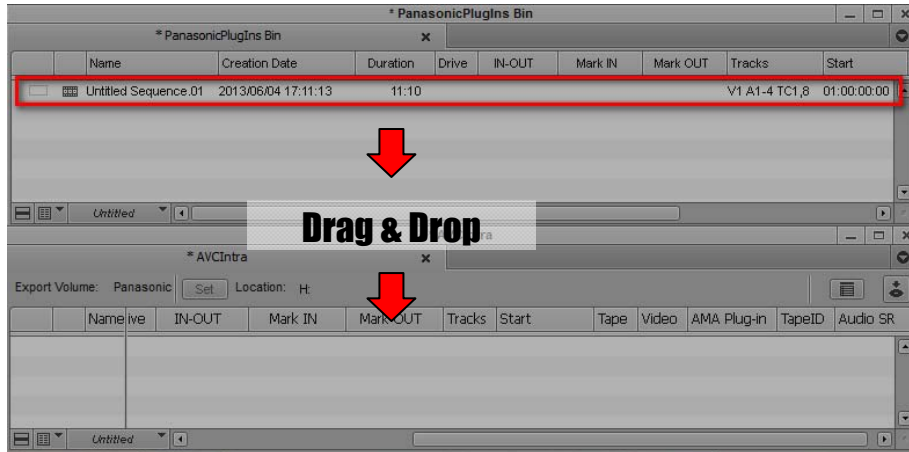 * PanasonicPlugIns Bin
* PanasonicPlugIns Bin x
Name Creation Date Duration Drive IN-OUT Mark IN Mark OUT Tracks Start
Untitled Sequence.01 2013/06/04 17:11:13 11:10 V1 A1-4 TC1,8 01:00:00:00
Untitled
Drag & Drop
* AVCIntra x
Export Volume: Panasonic Set Location: H:
Name ive IN-OUT Mark IN Mark OUT Tracks Start Tape Video AMA Plug-in TapeID Audio SR
Untitled